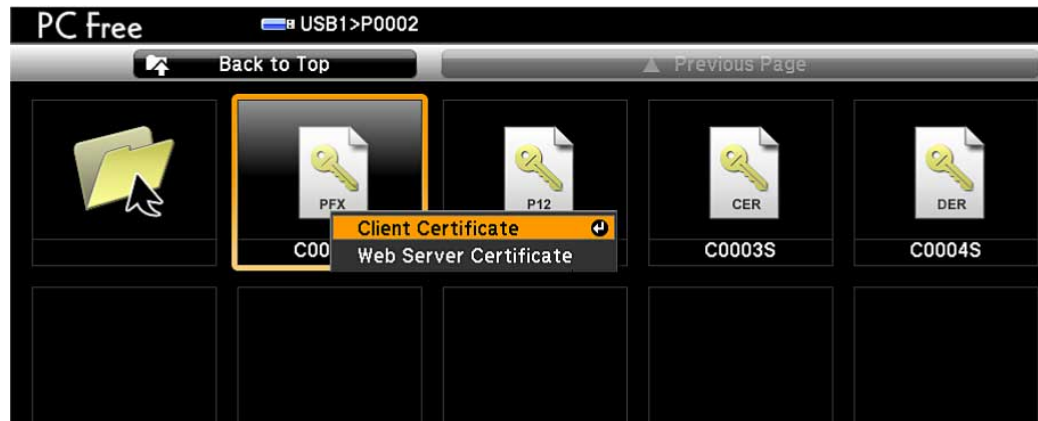 PC Free USB1>P0002
Back to Top Previous Page
PFX P12 CER DER
Client Certificate
C00 Web Server Certificate C0003S C0004S